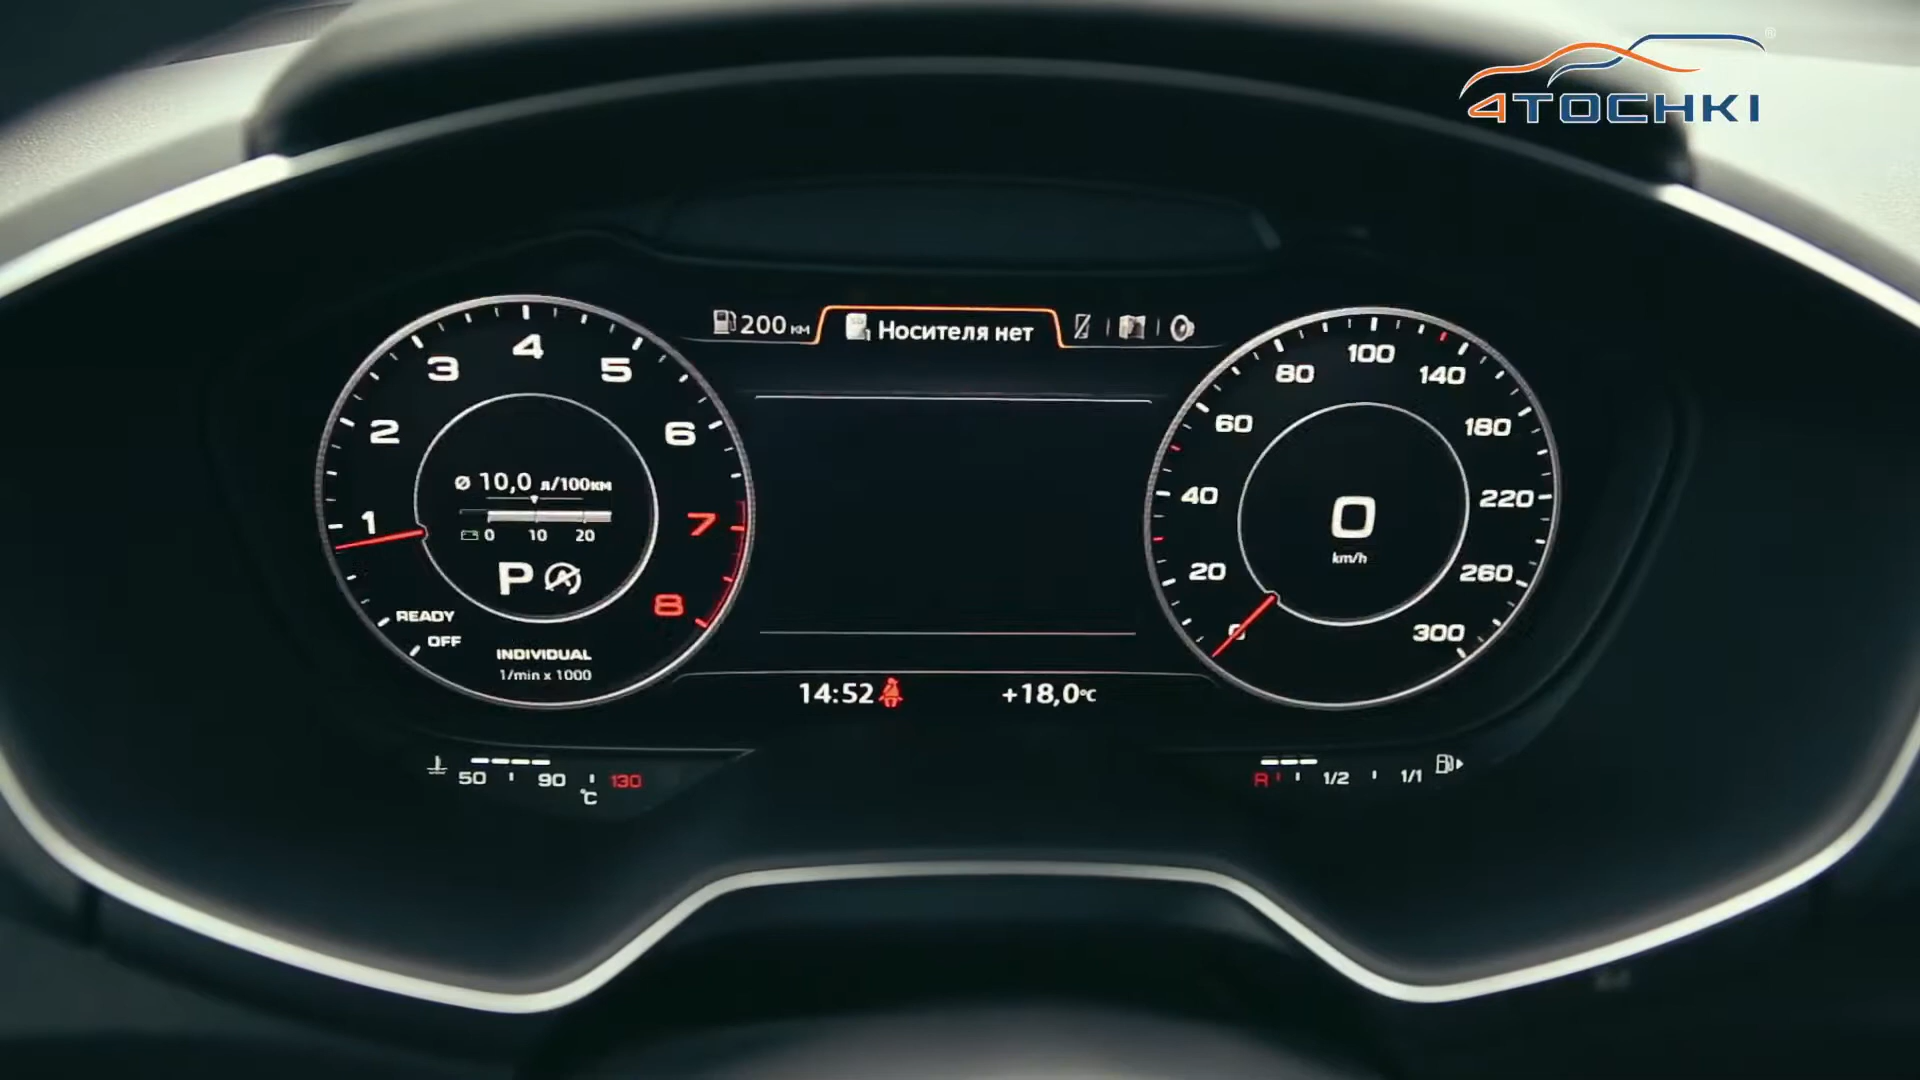 4TOCHKI ®
200 км
Носителя нет
1 2 3 4 5 6 7 8
Ø 10,0 л/100км
0 10 20
P A
READY
OFF
INDIVIDUAL
1/min x 1000
0 20 40 60 80 100 140 180 220 260 300
0
km/h
14:52
+18,0°C
50 90 130
°C
R 1/2 1/1